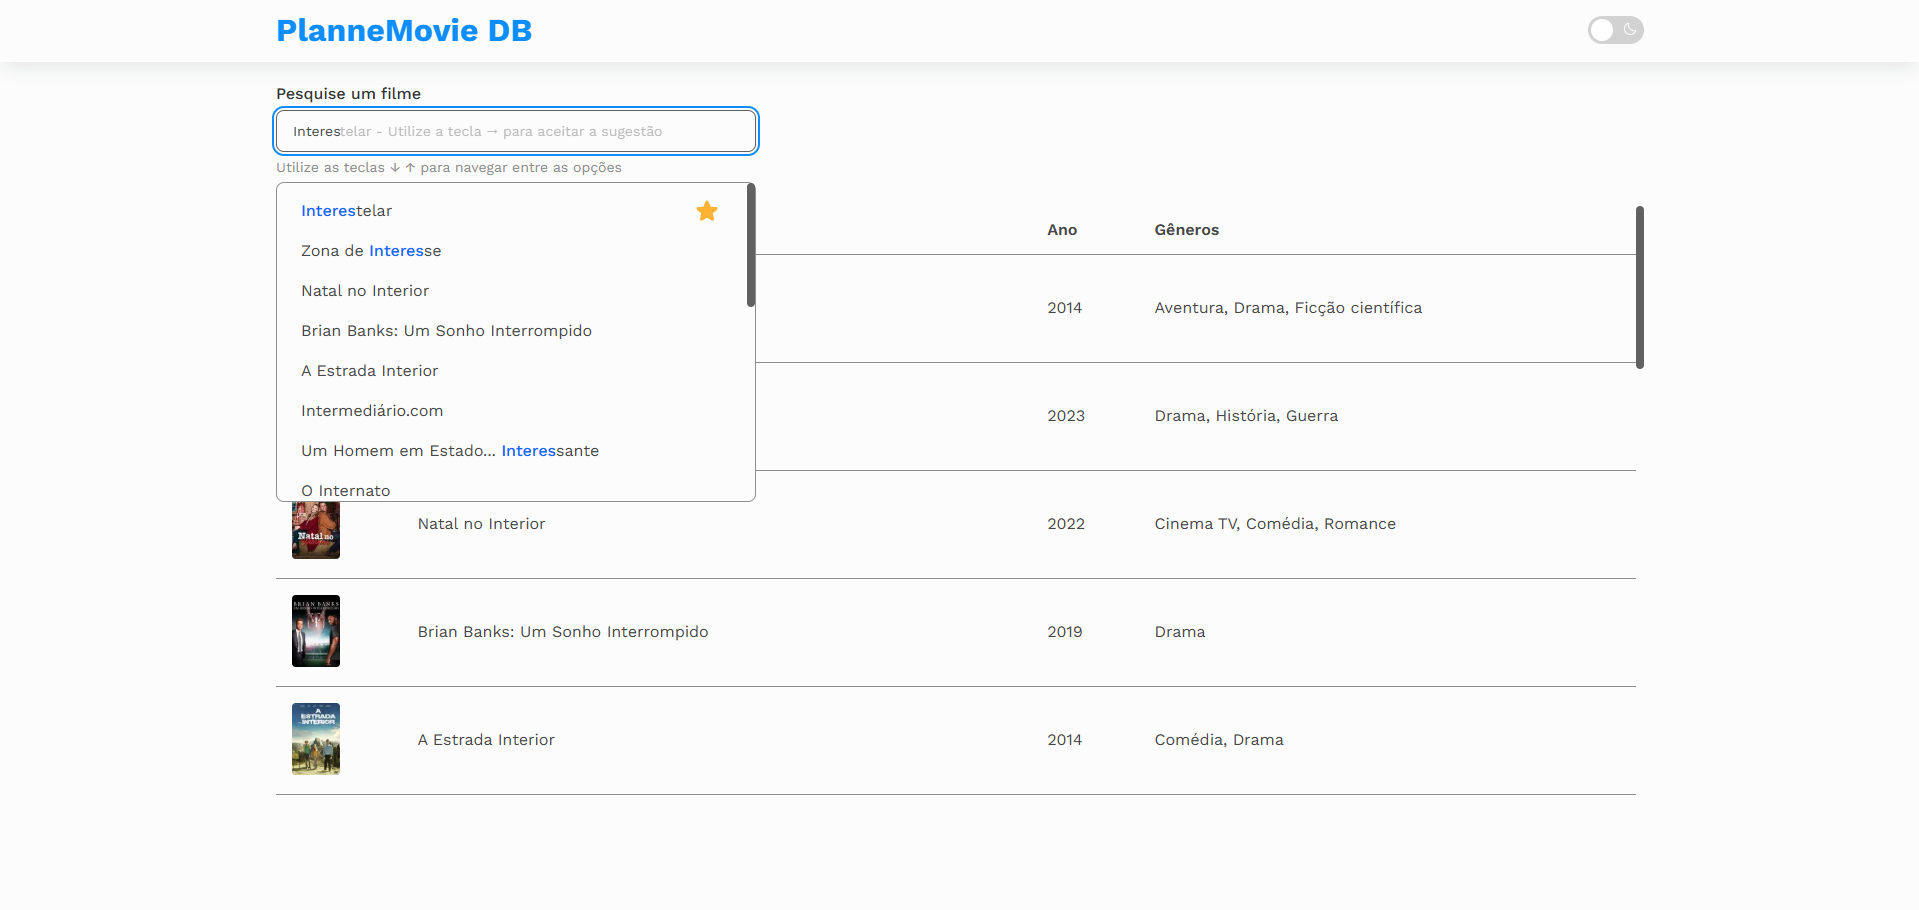 PlanneMovie DB
Pesquise um filme
Interestelar - Utilize a tecla → para aceitar a sugestão
Utilize as teclas ↓ ↑ para navegar entre as opções
Interestelar
Zona de Interesse
Natal no Interior
Brian Banks: Um Sonho Interrompido
A Estrada Interior
Intermediário.com
Um Homem em Estado... Interessante
O Internato
Ano Gêneros
2014 Aventura, Drama, Ficção científica
2023 Drama, História, Guerra
Natal no
Natal no Interior 2022 Cinema TV, Comédia, Romance
BRIAN BANKS
Brian Banks: Um Sonho Interrompido 2019 Drama
A
ESTRADA
INTERIOR
A Estrada Interior 2014 Comédia, Drama